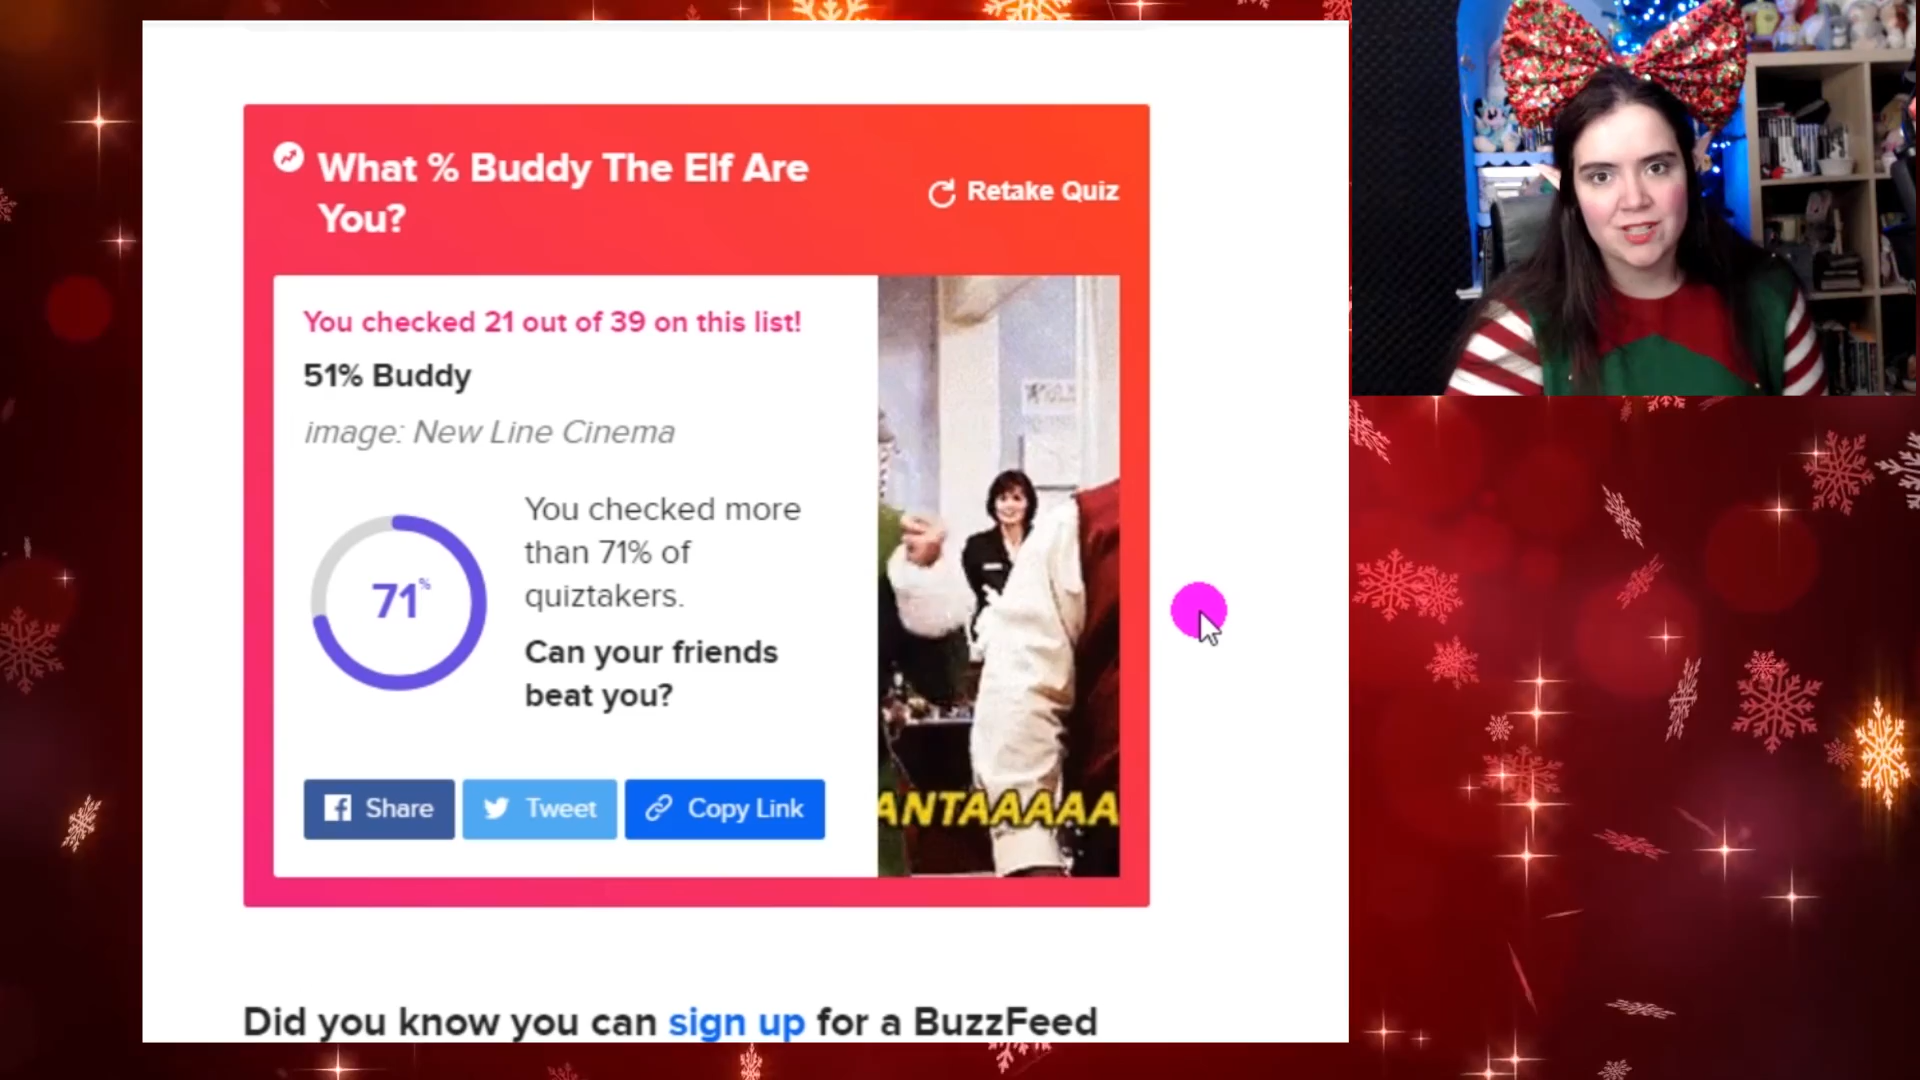 What % Buddy The Elf Are
You?
Retake Quiz
You checked 21 out of 39 on this list!
51% Buddy
image: New Line Cinema
71%
You checked more
than 71% of
quiztakers.
Can your friends
beat you?
Share
Tweet
Copy Link
ANTAAAAA
Did you know you can sign up for a BuzzFeed